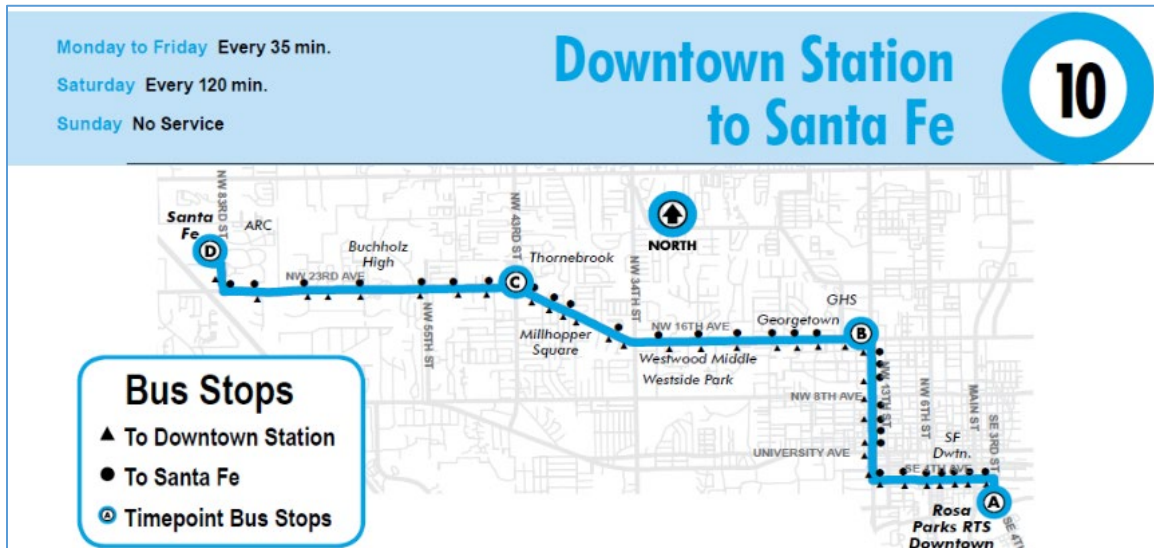 Monday to Friday Every 35 min.
Saturday Every 120 min.
Sunday No Service
Downtown Station
to Santa Fe
10
NW 83RD ST
Santa
Fe
D
ARC
NW 23RD AVE
Buchholz
High
NW 55TH ST
NW 43RD ST
C
Thornebrook
Millhopper
Square
NW 34TH ST
NORTH
NW 16TH AVE
Westwood Middle
Westside Park
Georgetown
GHS
B
NW 13TH ST
NW 8TH AVE
UNIVERSITY AVE
NW 6TH ST
MAIN ST
SE 3RD ST
SF
Dwtn.
SE 4TH AVE
A
Rosa
Parks RTS
Downtown
SE 4TH
Bus Stops
To Downtown Station
To Santa Fe
A Timepoint Bus Stops